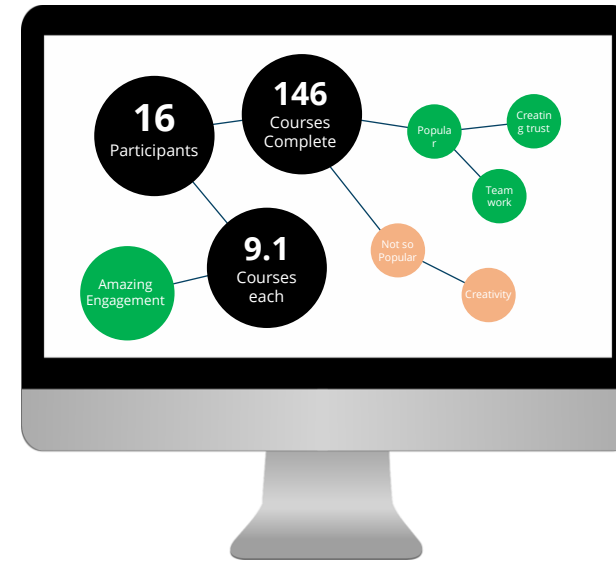 16
Participants
146
Courses
Complete
Popula
r
Creatin
g trust
Team
work
9.1
Courses
each
Amazing
Engagement
Not so
Popular
Creativity